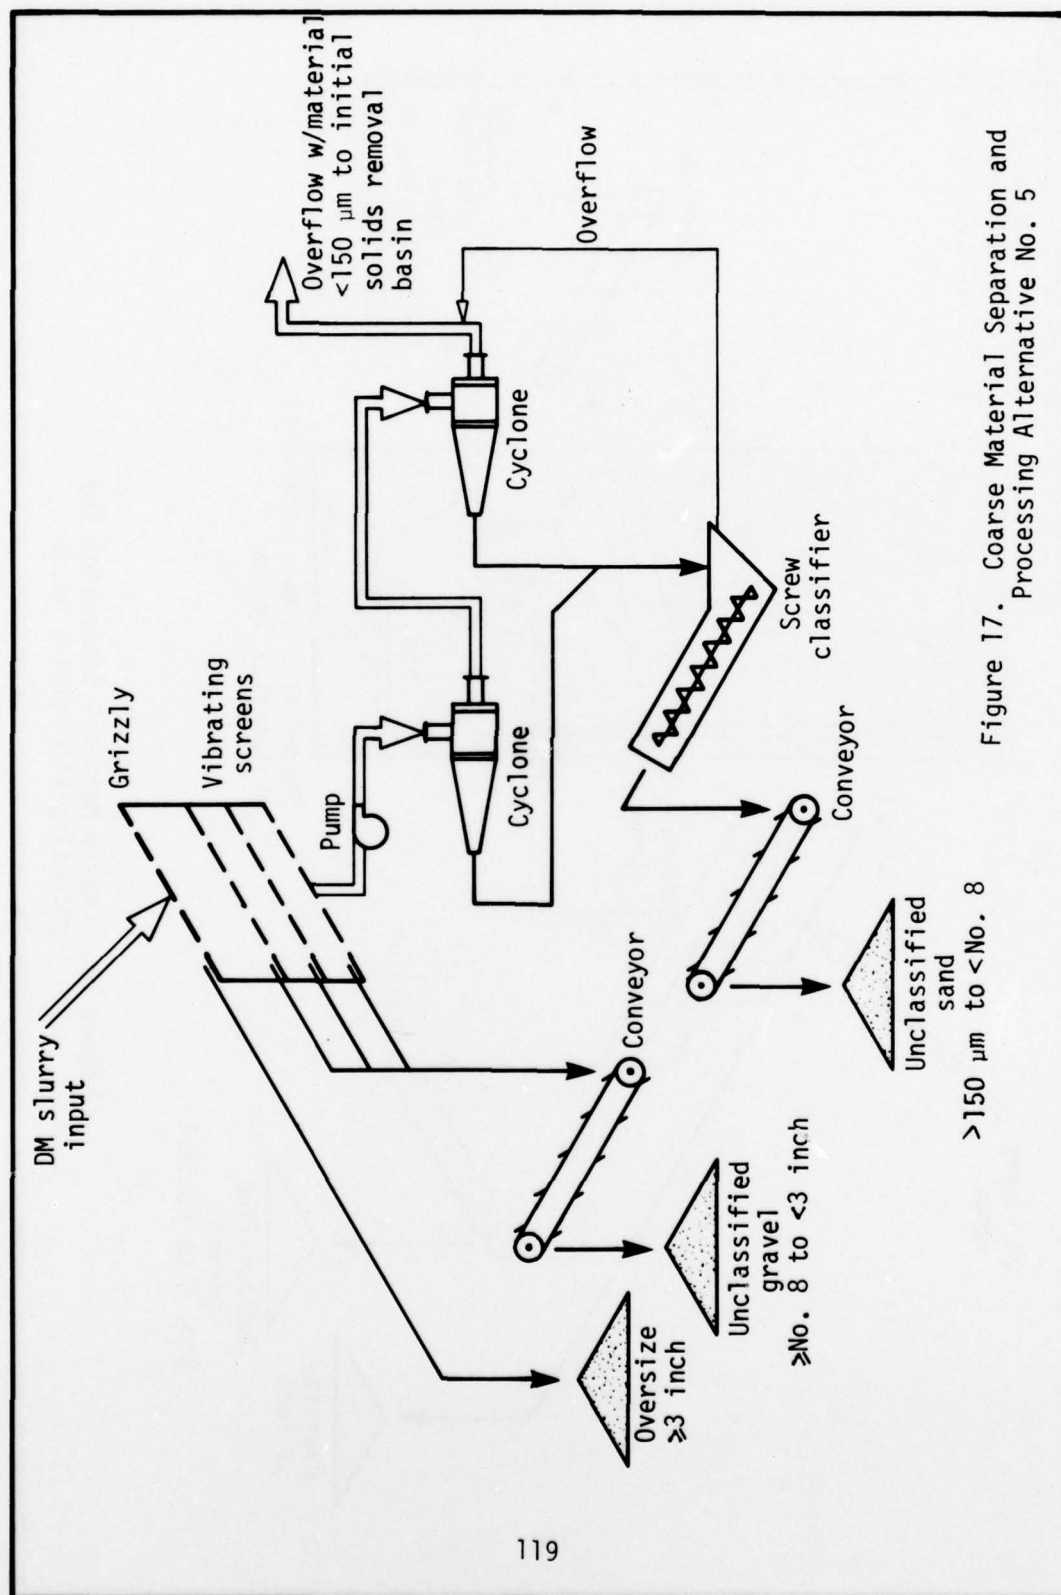 DM slurry
input
Grizzly
Vibrating
screens
Pump
Cyclone
Cyclone
Overflow w/material
<150 µm to initial
solids removal
basin
Overflow
Screw
classifier
Conveyor
Conveyor
Oversize
≥3 inch
Unclassified
gravel
≥No. 8 to <3 inch
Unclassified
sand
>150 µm to <No. 8
Figure 17. Coarse Material Separation and
Processing Alternative No. 5
119